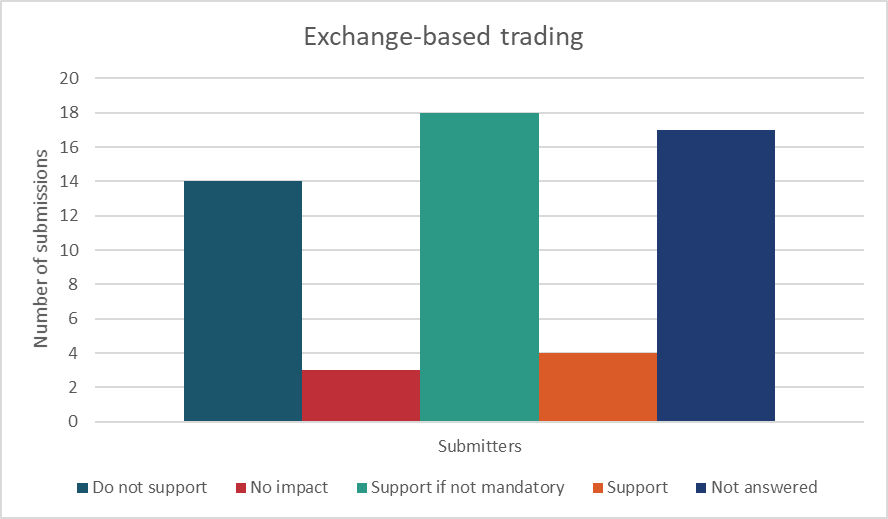 Exchange-based trading
Number of submissions
20
18
16
14
12
10
8
6
4
2
0
Submitters
Do not support No impact Support if not mandatory Support Not answered